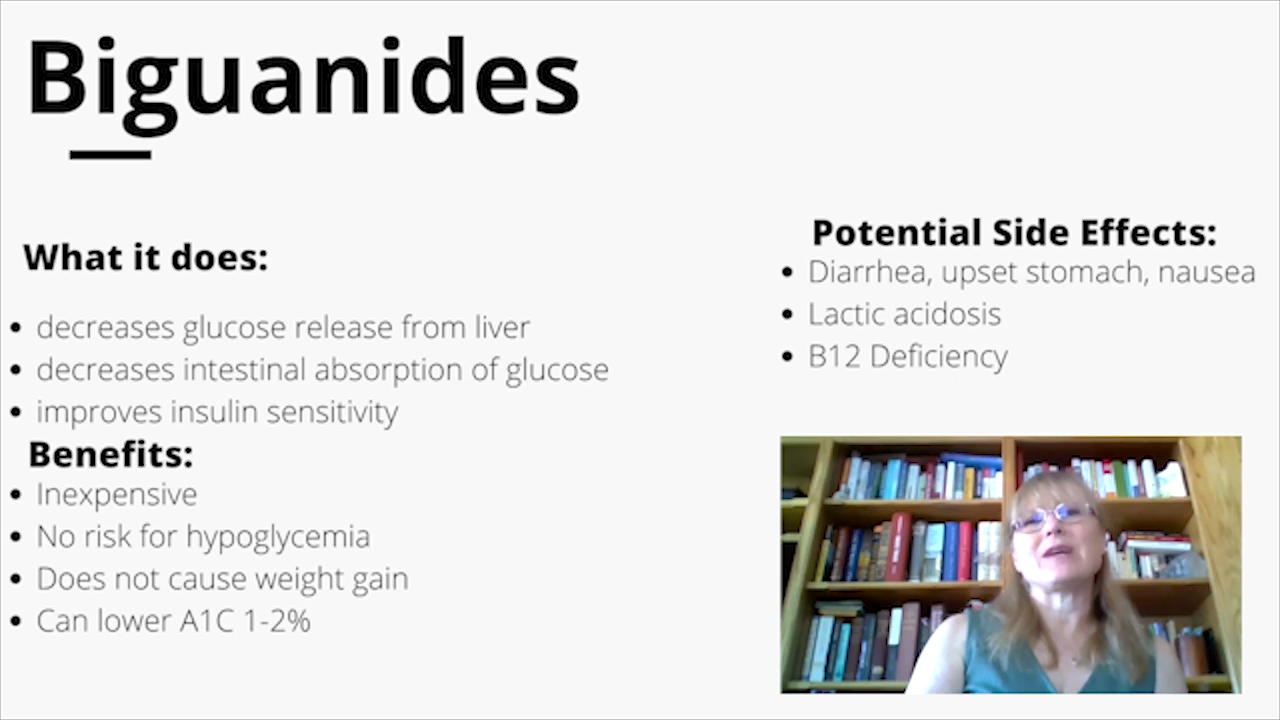 Biguanides
What it does:
decreases glucose release from liver
decreases intestinal absorption of glucose
improves insulin sensitivity
Benefits:
Inexpensive
No risk for hypoglycemia
Does not cause weight gain
Can lower A1C 1-2%
Potential Side Effects:
Diarrhea, upset stomach, nausea
Lactic acidosis
B12 Deficiency